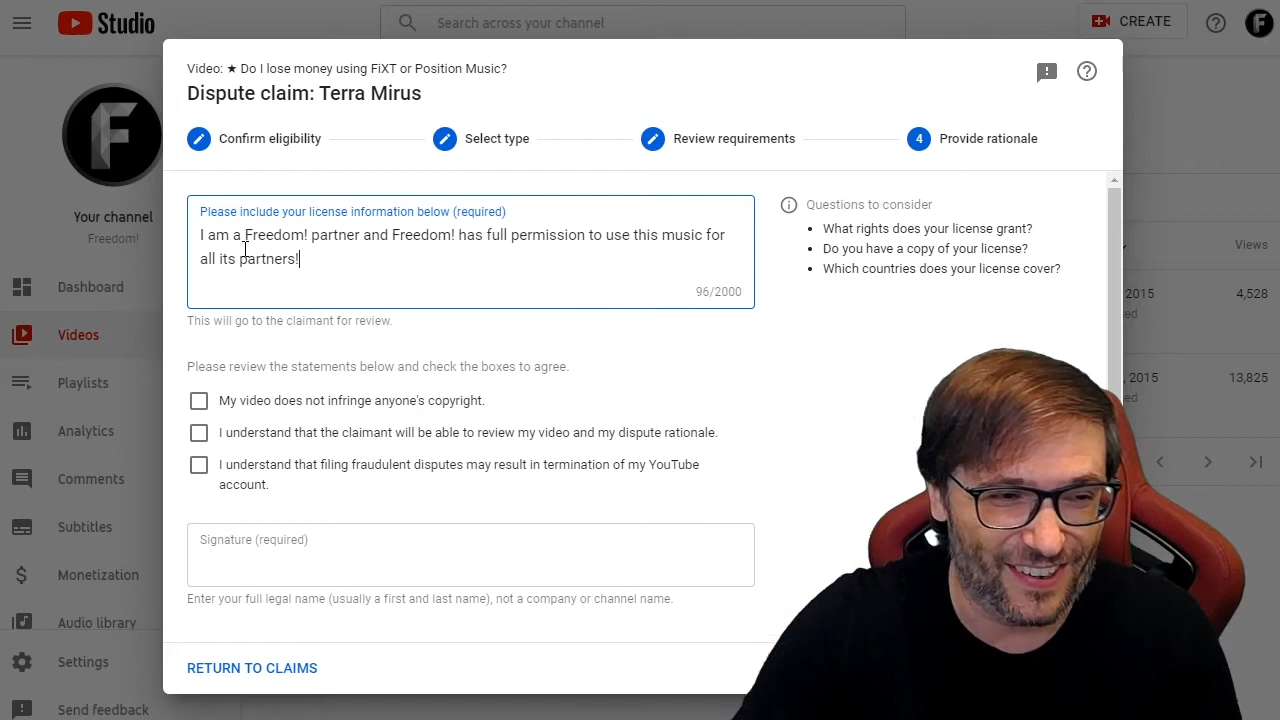 Studio
Search across your channel
CREATE
F
Video: ★ Do I lose money using FiXT or Position Music?
Dispute claim: Terra Mirus
Confirm eligibility
Select type
Review requirements
4
Provide rationale
F
Your channel
Freedom!
Dashboard
Videos
Playlists
Analytics
Comments
Subtitles
Monetization
Audio library
Settings
Send feedback
Please include your license information below (required)
I am a Freedom! partner and Freedom! has full permission to use this music for
all its partners!
96/2000
This will go to the claimant for review.
Questions to consider
• What rights does your license grant?
• Do you have a copy of your license?
• Which countries does your license cover?
Please review the statements below and check the boxes to agree.
My video does not infringe anyone's copyright.
I understand that the claimant will be able to review my video and my dispute rationale.
I understand that filing fraudulent disputes may result in termination of my YouTube
account.
Signature (required)
Enter your full legal name (usually a first and last name), not a company or channel name.
RETURN TO CLAIMS
Views
2015
4,528
, 2015
13,825